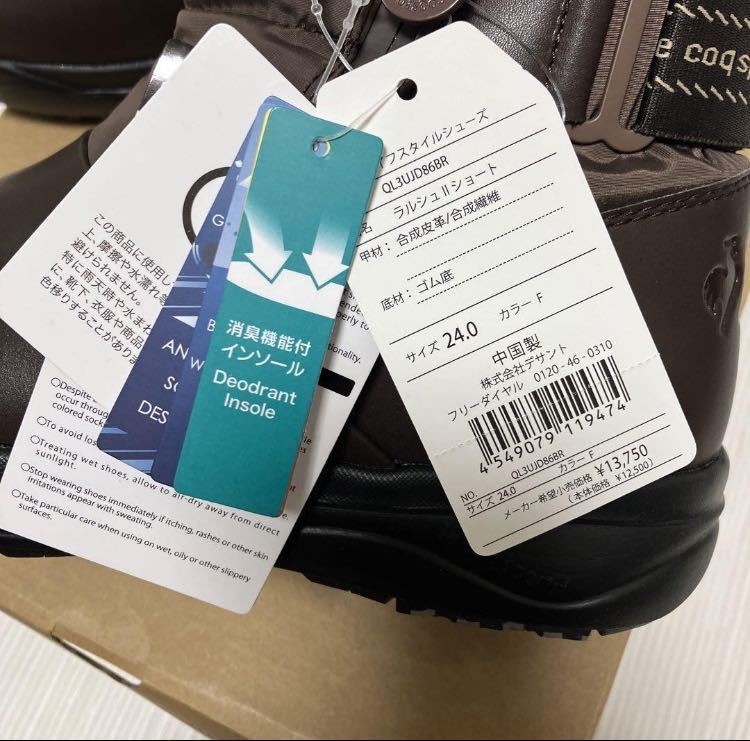 e coqs
フスタイルシューズ
QL3UJD86BR
名 ラルシュⅡショート
甲材: 合成皮革/合成繊維
底材: ゴム底
サイズ 24.0 カラー F
中国製
株式会社デサント
フリーダイヤル 0120-46-0310
4 549079 119474
NO. QL3UJD86BR
サイズ 24.0 カラー F
メーカー希望小売価格 ¥13,750
(本体価格 ¥12,500)
消臭機能付
インソール
Deodrant
Insole
AN
DES
この商品に使用し
上、摩擦や水濡れ
避けられません。
特に雨天時や水まわ
に、靴下、衣服や商品
色移りすることがありま
○Despite
occur through
colored socks
○To avoid los
○Treating wet shoes, allow to air-dry away from direct
sunlight.
○Stop wearing shoes immediately if itching, rashes or other skin
irritations appear with sweating.
○Take particular care when using on wet, oily or other slippery
surfaces.